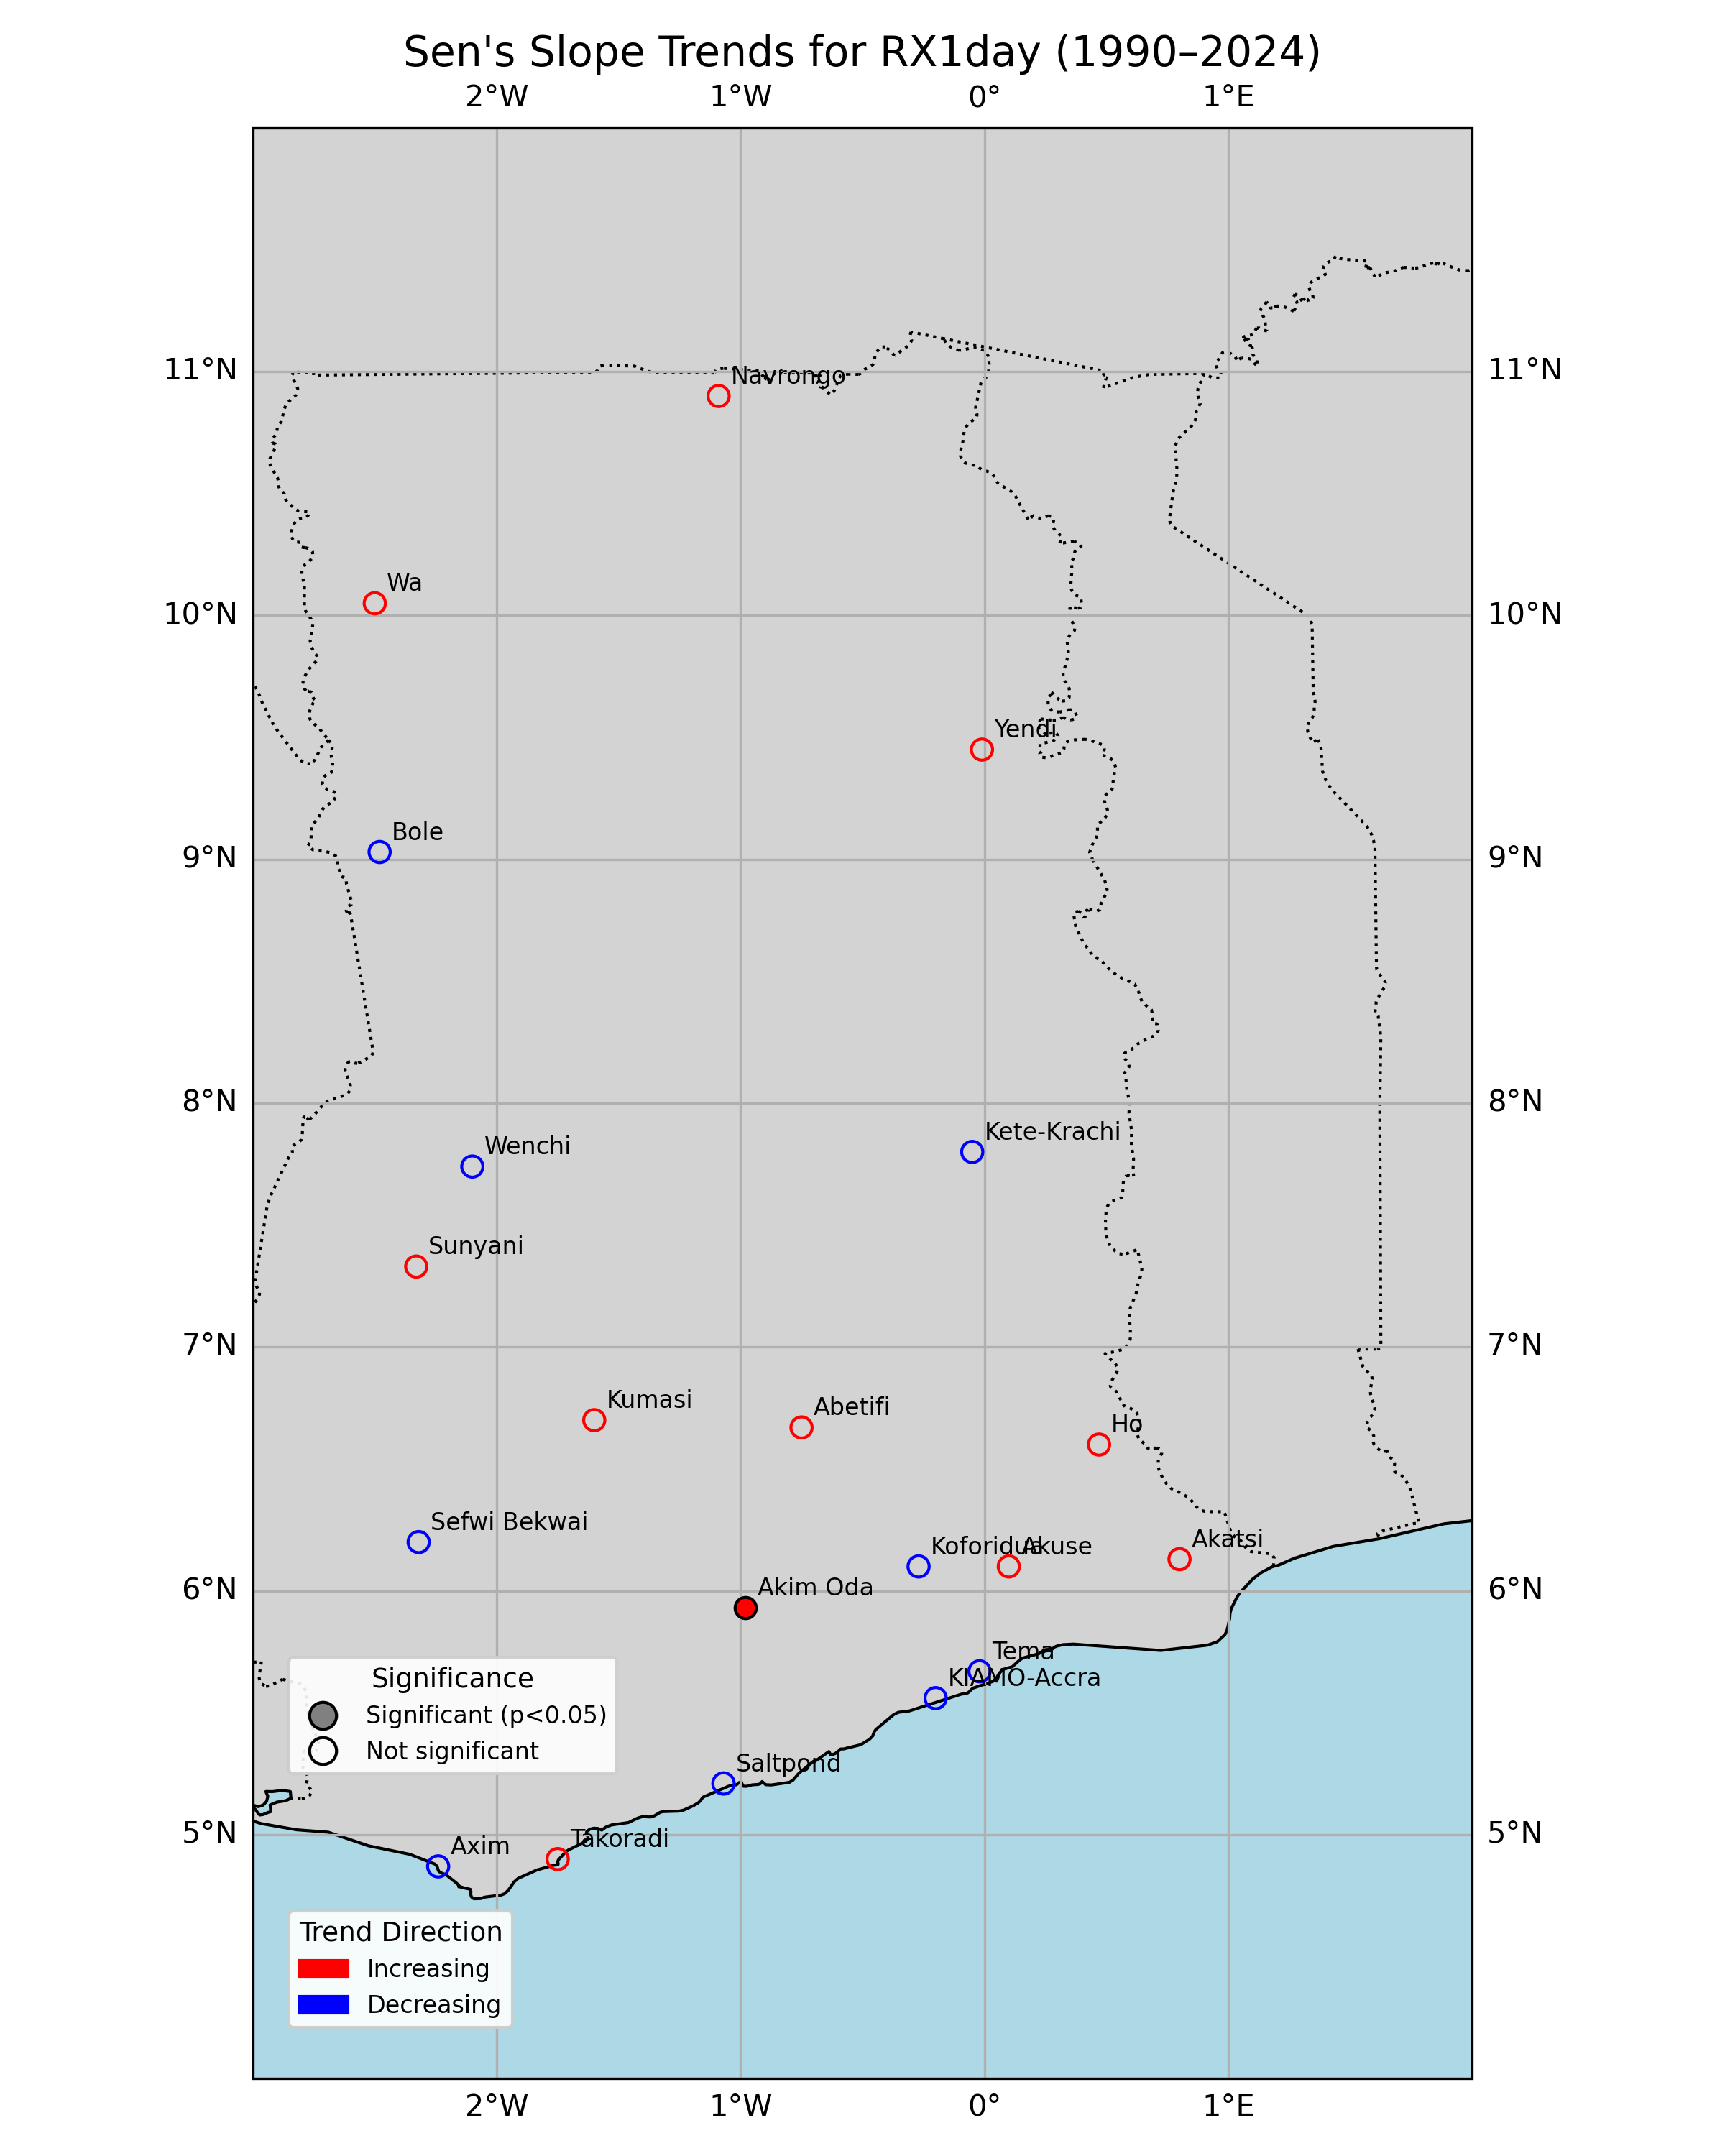 Sen's Slope Trends for RX1day (1990–2024)
2°W 1°W 0° 1°E
11°N 11°N
Navrongo
Wa
10°N 10°N
Yendi
Bole
9°N 9°N
8°N 8°N
Kete-Krachi
Wenchi
Sunyani
7°N 7°N
Kumasi
Abetifi
Ho
Sefwi Bekwai
Koforidua
Akuse
Akatsi
6°N 6°N
Akim Oda
Tema
KIAMO-Accra
Significance
Significant (p<0.05)
Not significant
Saltpond
5°N 5°N
Takoradi
Axim
Trend Direction
Increasing
Decreasing
2°W 1°W 0° 1°E